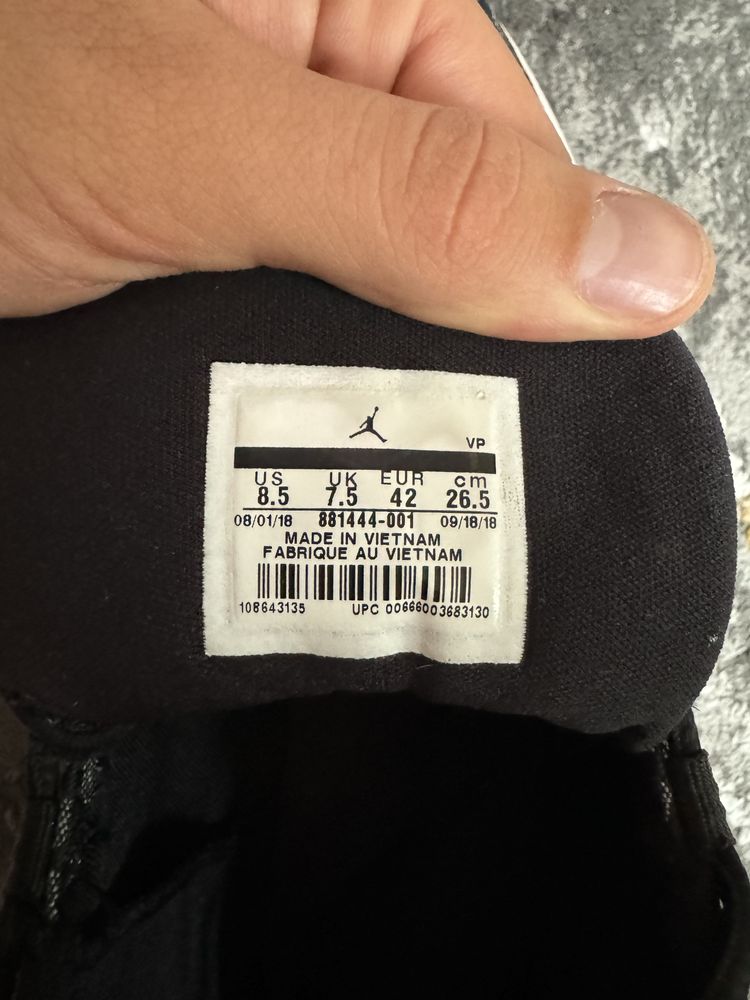 VP
US UK EUR cm
8.5 7.5 42 26.5
08/01/18 881444-001 09/18/18
MADE IN VIETNAM
FABRIQUE AU VIETNAM
108643135 UPC 00666003683130